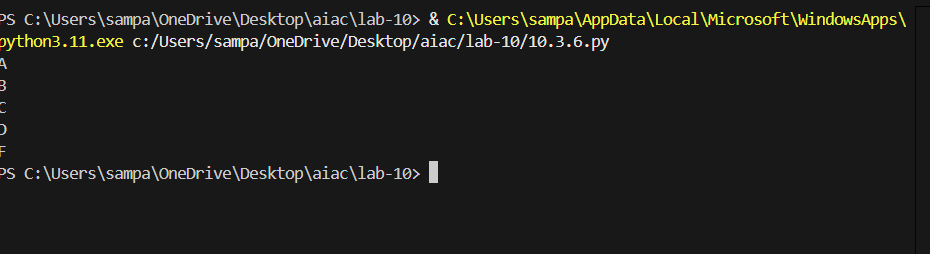 PS C:\Users\sampa\OneDrive\Desktop\aiac\lab-10> & C:\Users\sampa\AppData\Local\Microsoft\WindowsApps\
python3.11.exe c:/Users/sampa/OneDrive/Desktop/aiac/lab-10/10.3.6.py
A
B
C
D
F
PS C:\Users\sampa\OneDrive\Desktop\aiac\lab-10>